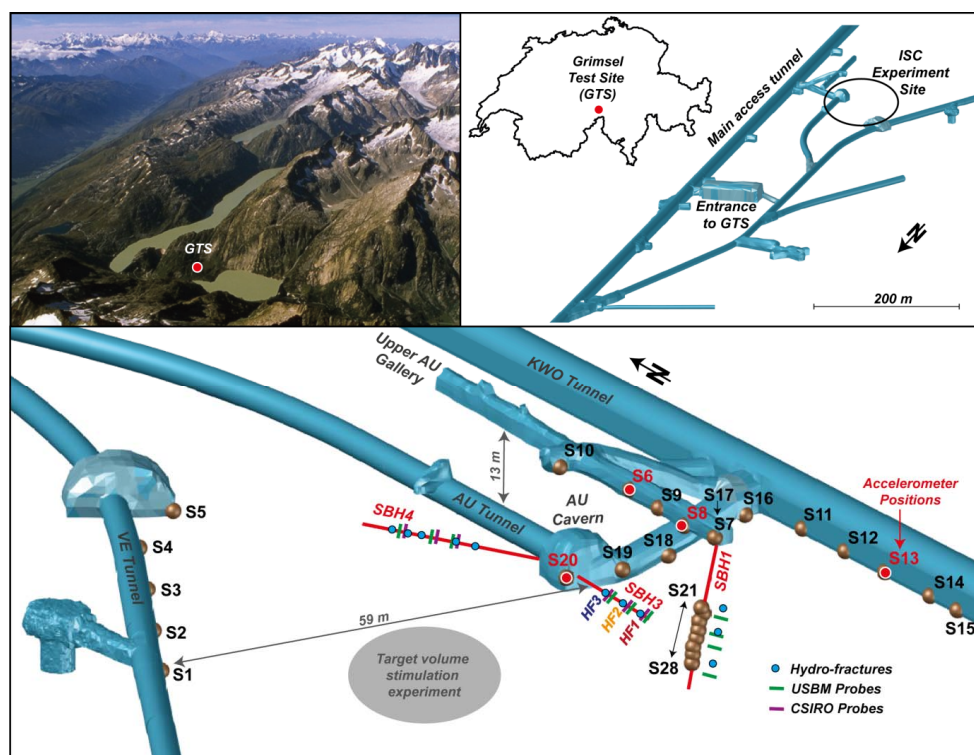 GTS
Grimsel
Test Site
(GTS)
Main access tunnel
ISC
Experiment
Site
Entrance
to GTS
N
200 m
Upper AU
Gallery
KWO Tunnel
N
13 m
S10
S6
S9
S17
S8
S7
S16
S11
S12
Accelerometer
Positions
S13
S14
S15
AU Tunnel
AU
Cavern
SBH4
S20
S19
S18
SBH3
HF3
HF2
HF1
SBH1
S21
S28
VE Tunnel
S5
S4
S3
S2
S1
59 m
Target volume
stimulation
experiment
Hydro-fractures
USBM Probes
CSIRO Probes